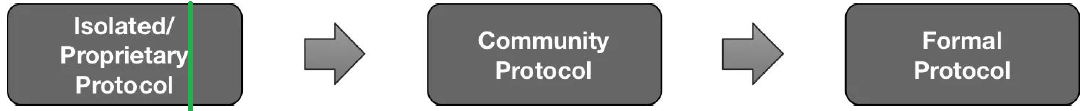 Isolated/
Proprietary
Protocol
Community
Protocol
Formal
Protocol